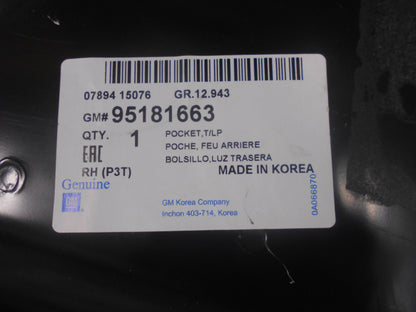 07894 15076 GR.12.943
GM# 95181663
QTY. 1 POCKET,T/LP
POCHE, FEU ARRIERE
EAC BOLSILLO,LUZ TRASERA
RH (P3T) MADE IN KOREA
Genuine
GM
GM Korea Company
Inchon 403-714, Korea
0A066870